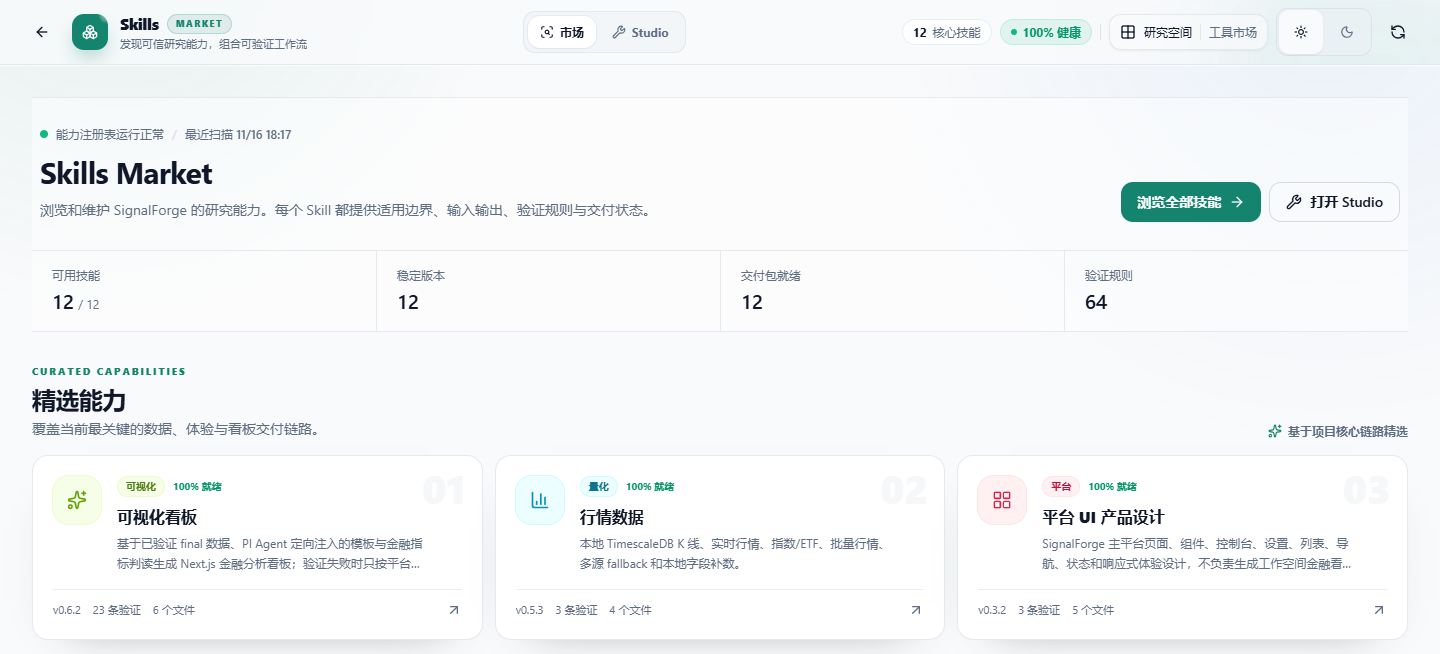 Skills MARKET
发现可信研究能力，组合可验证工作流
市场
Studio
12 核心技能
100% 健康
研究空间
工具市场
能力注册表运行正常 / 最近扫描 11/16 18:17
Skills Market
浏览和维护 SignalForge 的研究能力。每个 Skill 都提供适用边界、输入输出、验证规则与交付状态。
浏览全部技能
打开 Studio
可用技能
12 / 12
稳定版本
12
交付包就绪
12
验证规则
64
CURATED CAPABILITIES
精选能力
覆盖当前最关键的数据、体验与看板交付链路。
基于项目核心链路精选
可视化 100% 就绪
01
可视化看板
基于已验证 final 数据、PI Agent 定向注入的模板与金融指
标判读生成 Next.js 金融分析看板；验证失败时只按平台...
v0.6.2 23 条验证 6 个文件
量化 100% 就绪
02
行情数据
本地 TimescaleDB K 线、实时行情、指数/ETF、批量行情、
多源 fallback 和本地字段补数。
v0.5.3 3 条验证 4 个文件
平台 100% 就绪
03
平台 UI 产品设计
SignalForge 主平台页面、组件、控制台、设置、列表、导
航、状态和响应式体验设计，不负责生成工作空间金融看...
v0.3.2 3 条验证 5 个文件